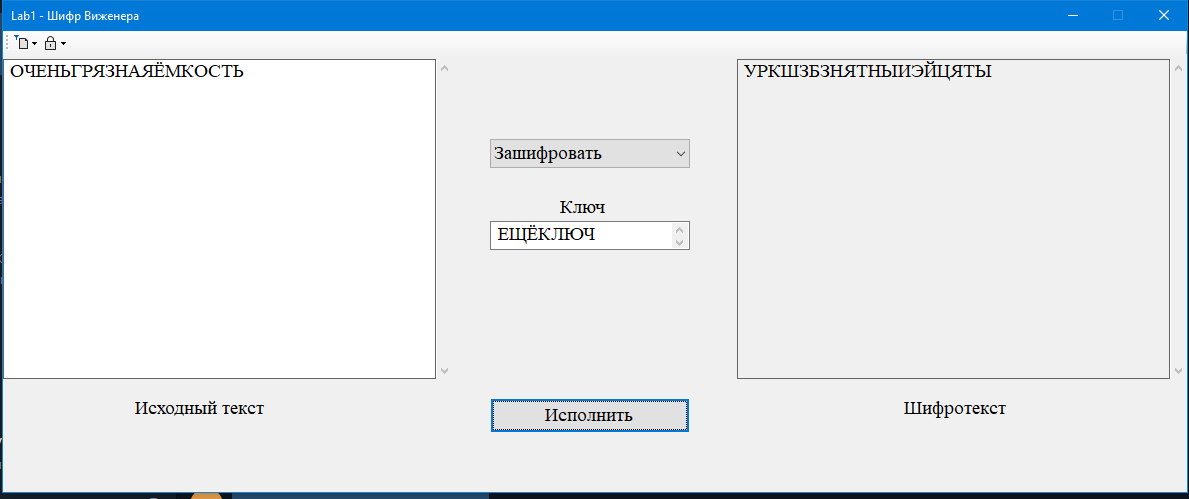 Lab1 - Шифр Виженера
ОЧЕНЬГРЯЗНАЯЁМКОСТЬ
УРКШЗБЗНЯТНЫИЭЙЦЯТЫ
Зашифровать
Ключ
ЕЩЁКЛЮЧ
Исходный текст
Исполнить
Шифротекст